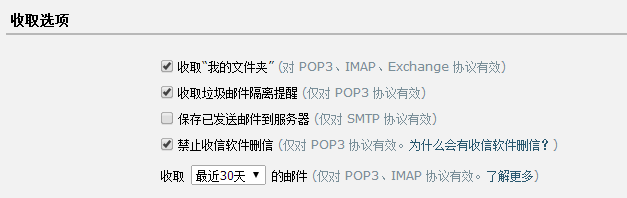 收取选项
收取“我的文件夹” (对 POP3、IMAP、Exchange 协议有效)
收取垃圾邮件隔离提醒 (仅对 POP3 协议有效)
保存已发送邮件到服务器 (仅对 SMTP 协议有效)
禁止收信软件删信 (仅对 POP3 协议有效。为什么会有收信软件删信？)
收取 最近30天 的邮件 (仅对 POP3、IMAP 协议有效。了解更多)